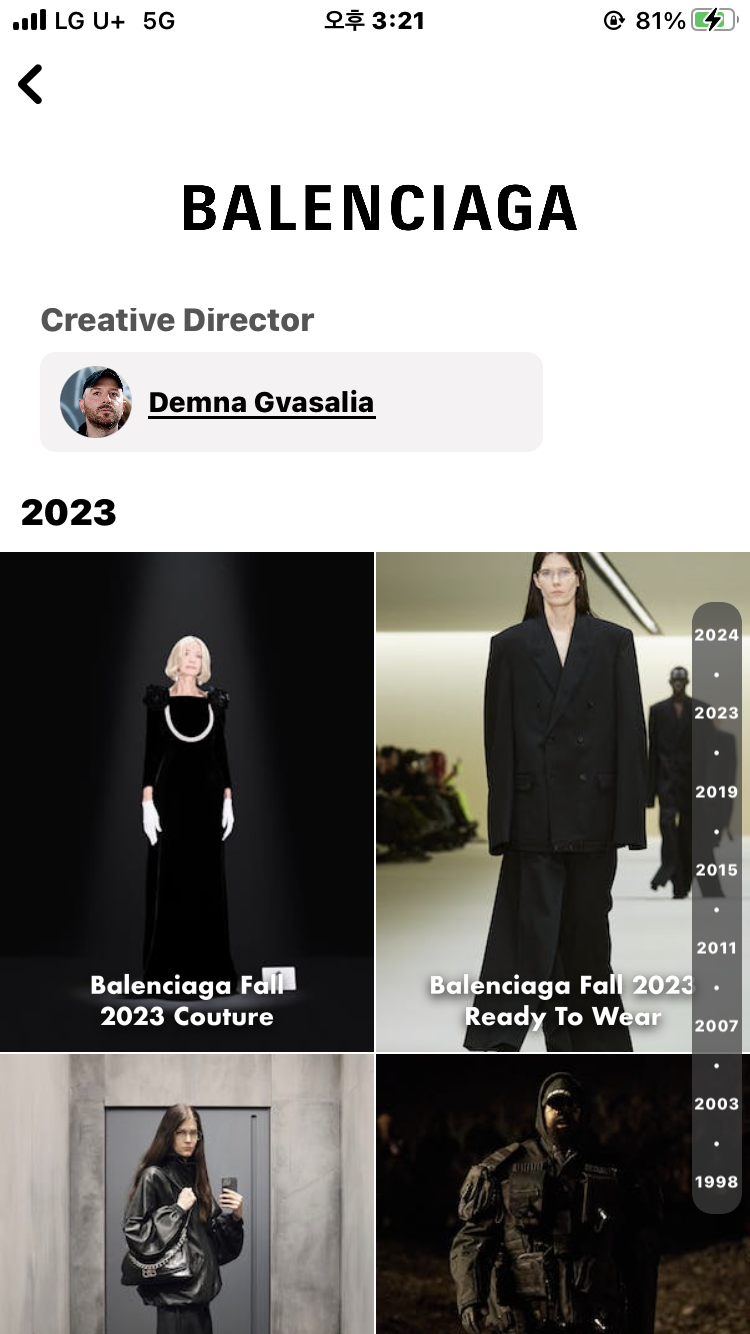 LG U+ 5G 오후 3:21 81%
BALENCIAGA
Creative Director
Demna Gvasalia
2023
Balenciaga Fall
2023 Couture
Balenciaga Fall 2023
Ready To Wear
2024
2023
2019
2015
2011
2007
2003
1998